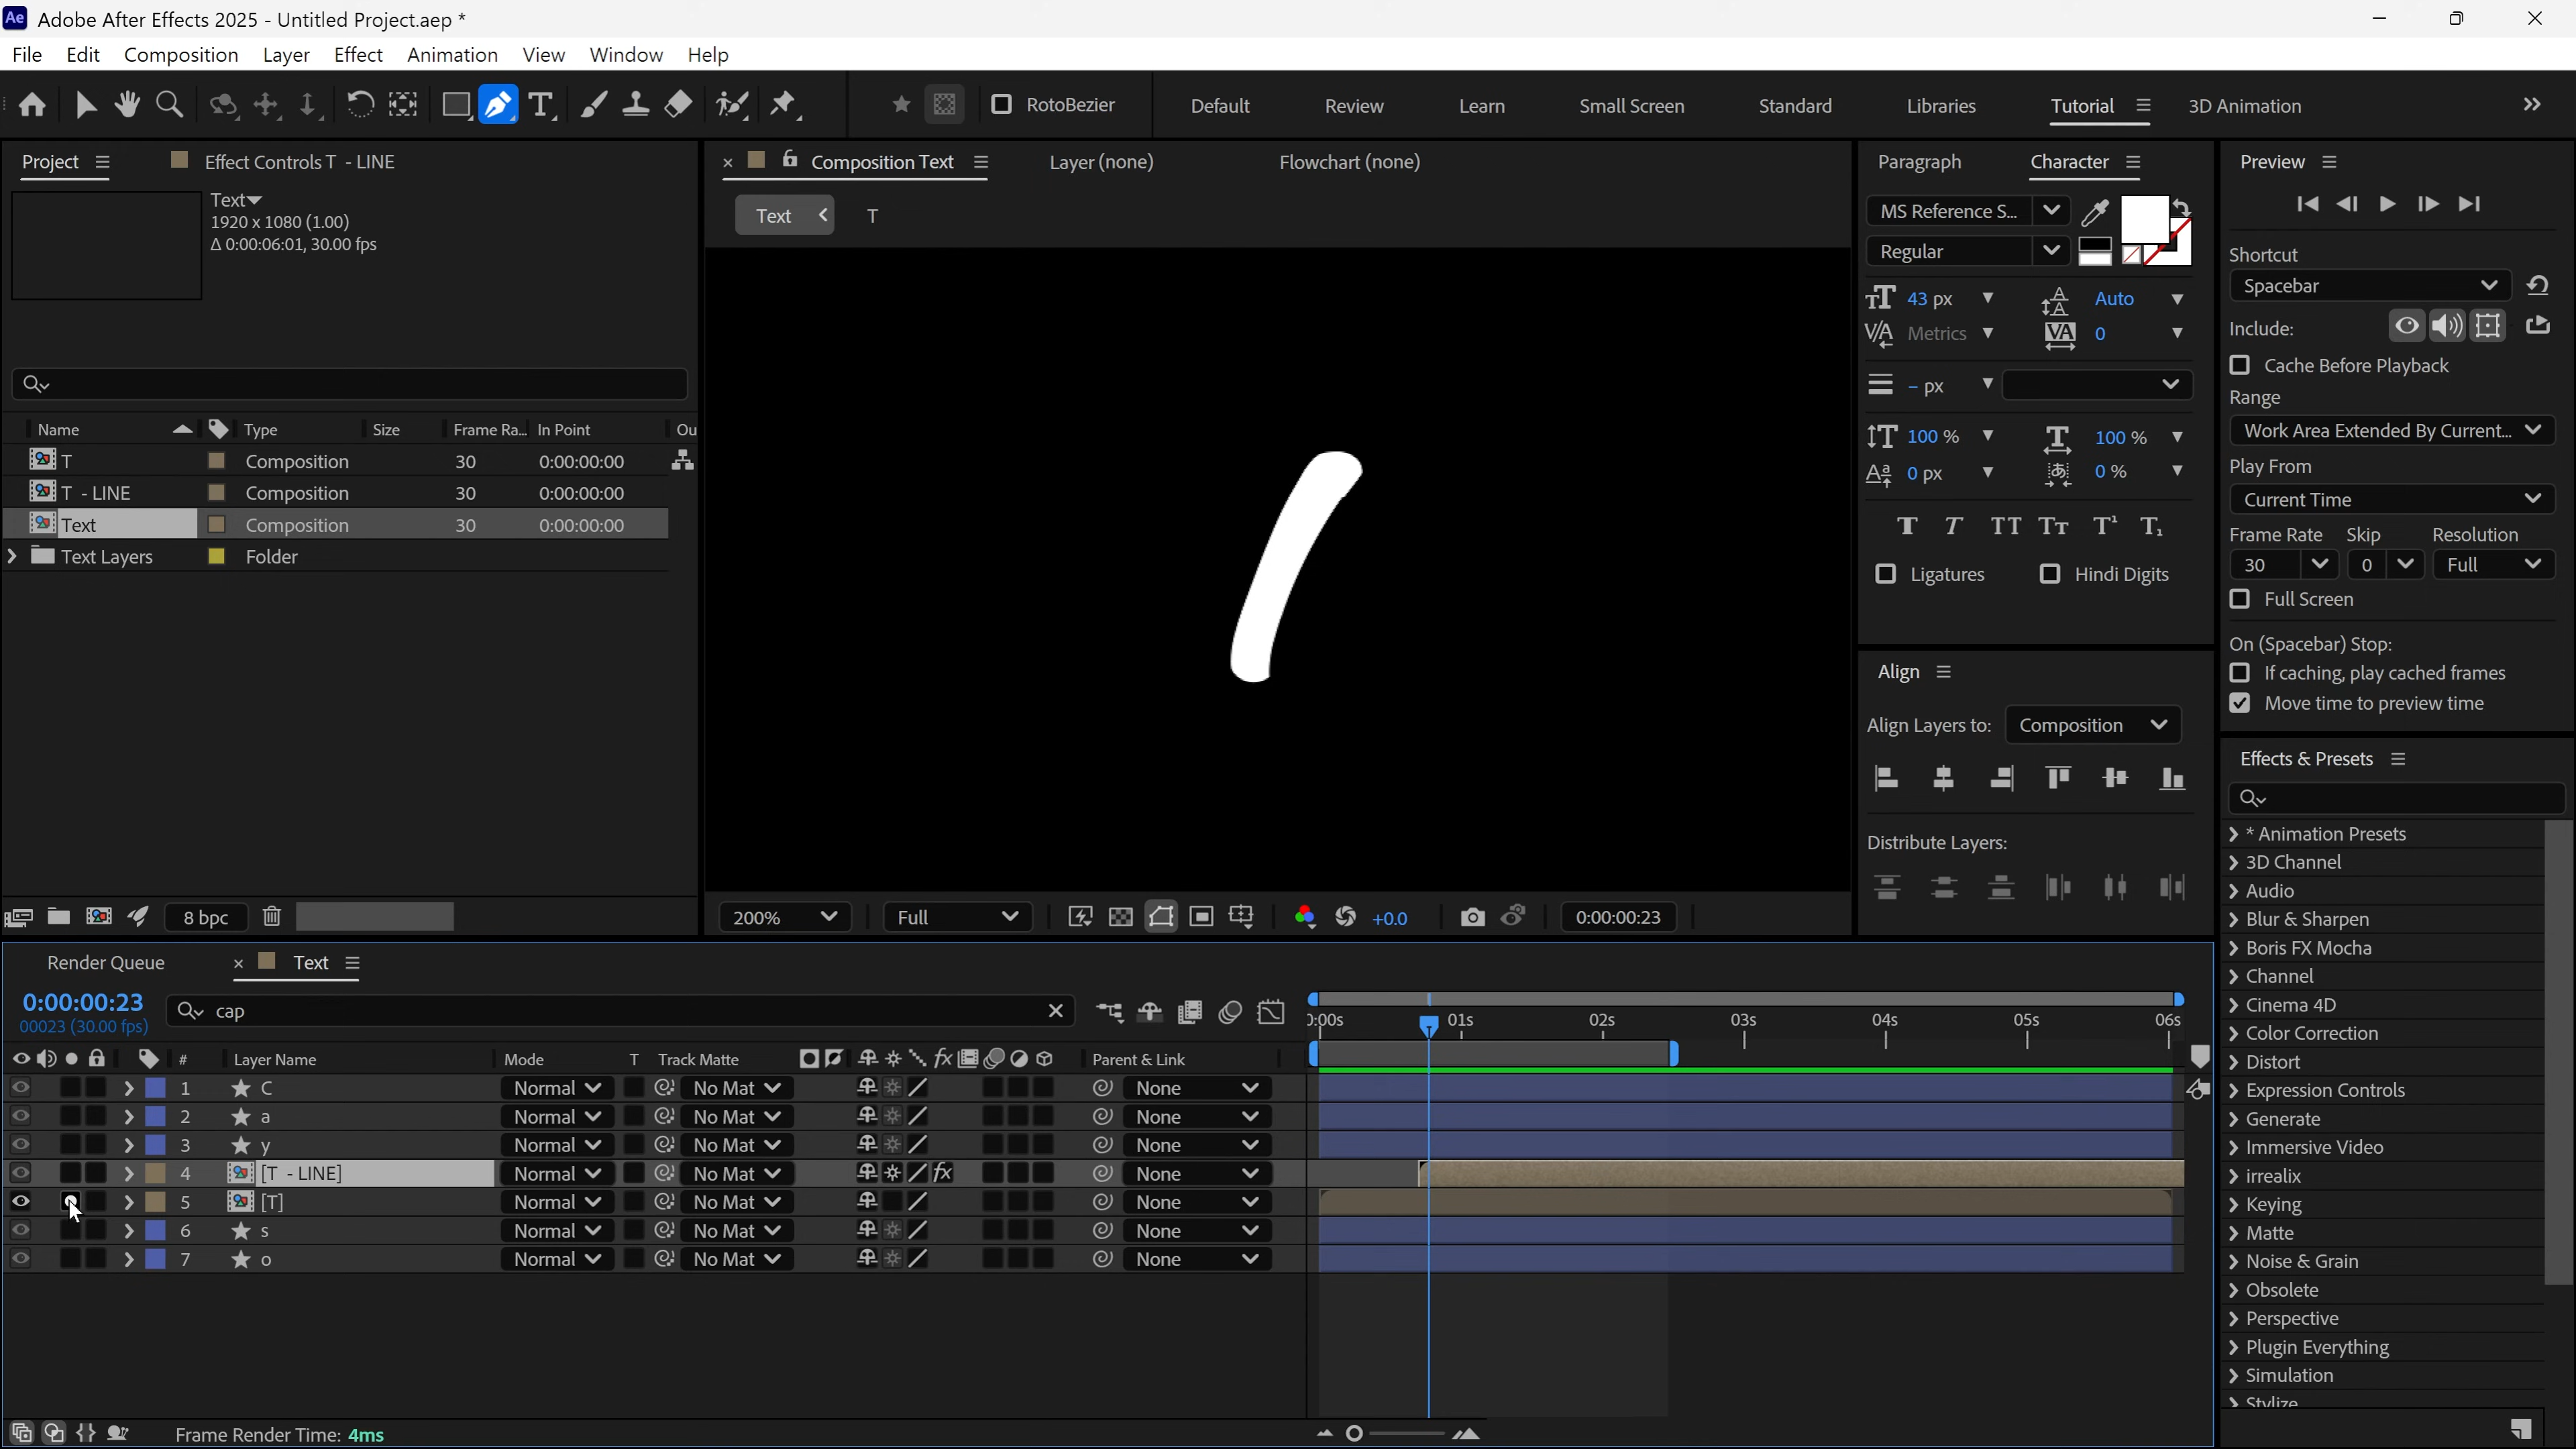 Ae Adobe After Effects 2025 - Untitled Project.aep *
File Edit Composition Layer Effect Animation View Window Help
RotoBezier Default Review Learn Small Screen Standard Libraries Tutorial 3D Animation
Project Effect Controls T - LINE
Text
1920 x 1080 (1.00)
Δ 0:00:06:01, 30.00 fps
Name Type Size Frame Ra... In Point Ou
T Composition 30 0:00:00:00
T - LINE Composition 30 0:00:00:00
Text Composition 30 0:00:00:00
Text Layers Folder
8 bpc
Composition Text Layer (none) Flowchart (none)
Text T
200% Full +0.0 0:00:00:23
Paragraph Character
MS Reference S...
Regular
43 px Auto
Metrics 0
– px
100 % 100 %
0 px 0 %
T T TT Tт T¹ T₁
Ligatures Hindi Digits
Align
Align Layers to: Composition
Distribute Layers:
Preview
Shortcut
Spacebar
Include:
Cache Before Playback
Range
Work Area Extended By Current...
Play From
Current Time
Frame Rate Skip Resolution
30 0 Full
Full Screen
On (Spacebar) Stop:
If caching, play cached frames
Move time to preview time
Effects & Presets
* Animation Presets
3D Channel
Audio
Blur & Sharpen
Boris FX Mocha
Channel
Cinema 4D
Color Correction
Distort
Expression Controls
Generate
Immersive Video
irrealix
Keying
Matte
Noise & Grain
Obsolete
Perspective
Plugin Everything
Simulation
Stylize
Render Queue Text
0:00:00:23
00023 (30.00 fps)
cap
0:00s 01s 02s 03s 04s 05s 06s
# Layer Name Mode T Track Matte Parent & Link
1 C Normal No Mat None
2 a Normal No Mat None
3 y Normal No Mat None
4 [T - LINE] Normal No Mat fx None
5 [T] Normal No Mat None
6 s Normal No Mat None
7 o Normal No Mat None
Frame Render Time: 4ms